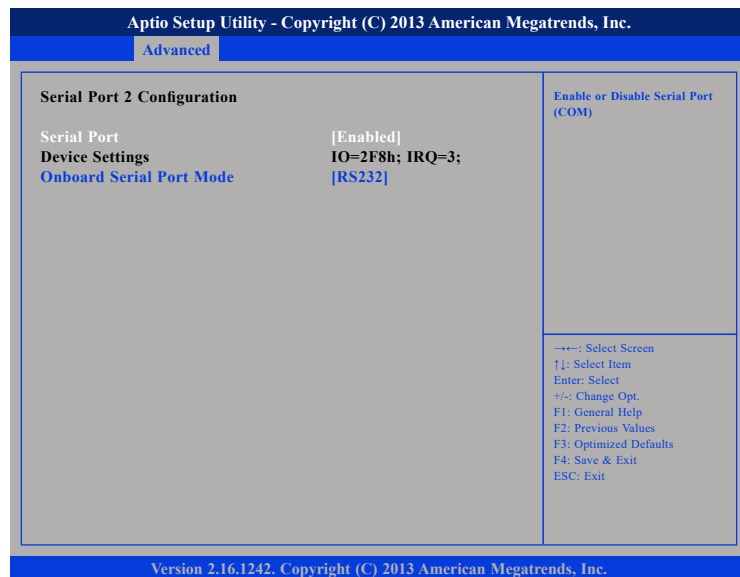 Aptio Setup Utility - Copyright (C) 2013 American Megatrends, Inc.
Advanced
Serial Port 2 Configuration
Serial Port [Enabled]
Device Settings IO=2F8h; IRQ=3;
Onboard Serial Port Mode [RS232]
Enable or Disable Serial Port
(COM)
→←: Select Screen
↑↓: Select Item
Enter: Select
+/-: Change Opt.
F1: General Help
F2: Previous Values
F3: Optimized Defaults
F4: Save & Exit
ESC: Exit
Version 2.16.1242. Copyright (C) 2013 American Megatrends, Inc.